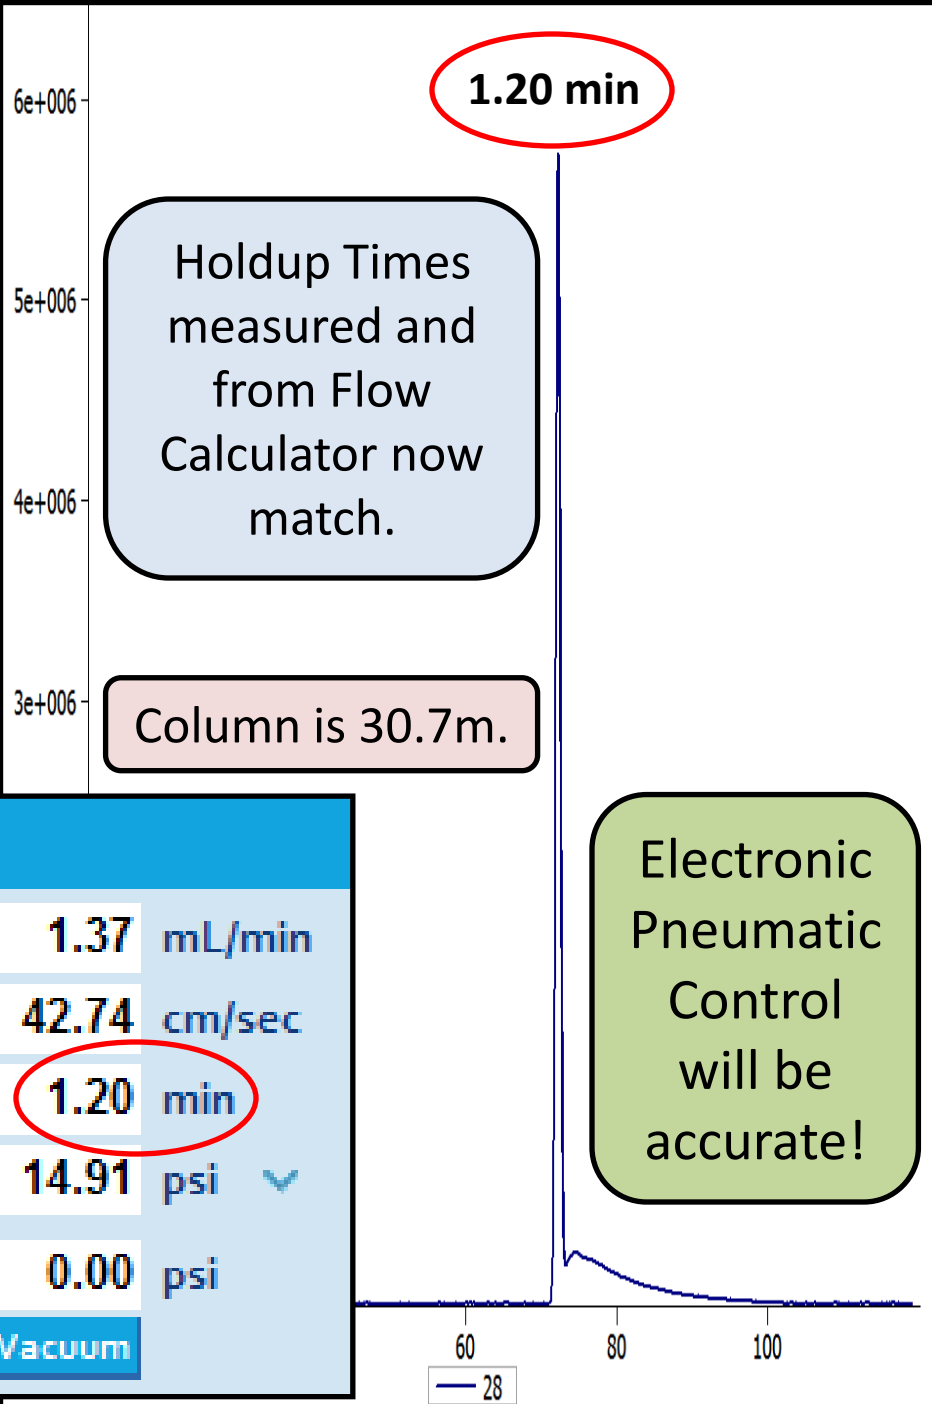 1.20 min
6e+006
5e+006
4e+006
3e+006
Holdup Times
measured and
from Flow
Calculator now
match.
Column is 30.7m.
Electronic
Pneumatic
Control
will be
accurate!
1.37 mL/min
42.74 cm/sec
1.20 min
14.91 psi
0.00 psi
Vacuum
60 80 100
28